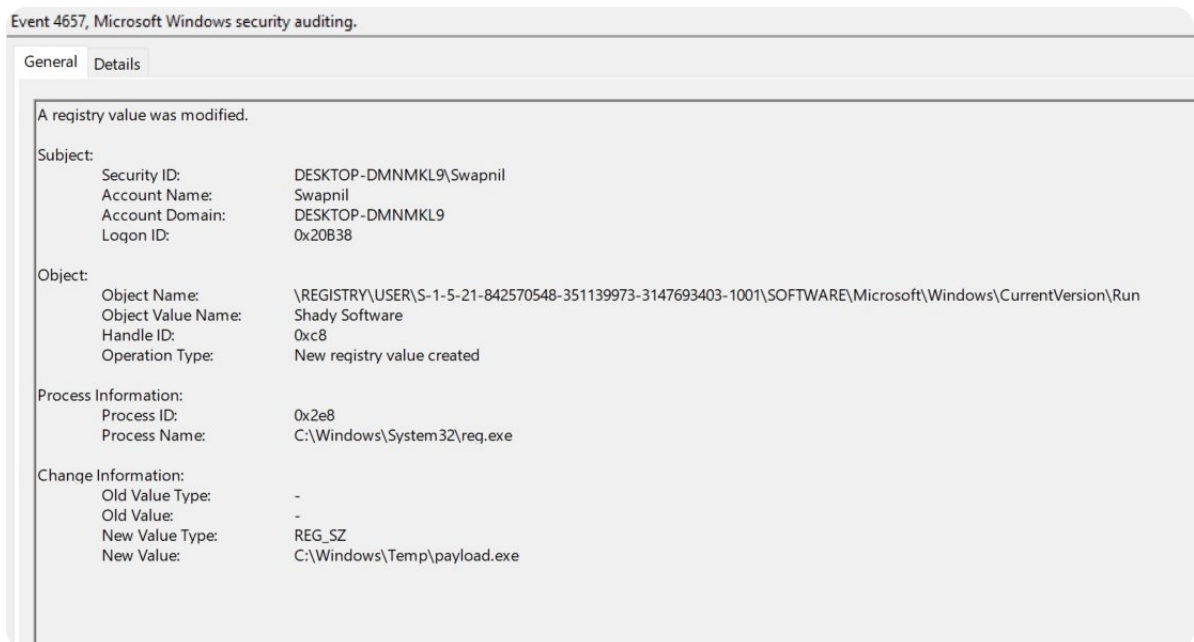 Event 4657, Microsoft Windows security auditing.
General Details
A registry value was modified.
Subject:
Security ID: DESKTOP-DMNMKL9\Swapnil
Account Name: Swapnil
Account Domain: DESKTOP-DMNMKL9
Logon ID: 0x20B38
Object:
Object Name: \REGISTRY\USER\S-1-5-21-842570548-351139973-3147693403-1001\SOFTWARE\Microsoft\Windows\CurrentVersion\Run
Object Value Name: Shady Software
Handle ID: 0xc8
Operation Type: New registry value created
Process Information:
Process ID: 0x2e8
Process Name: C:\Windows\System32\reg.exe
Change Information:
Old Value Type: -
Old Value: -
New Value Type: REG_SZ
New Value: C:\Windows\Temp\payload.exe